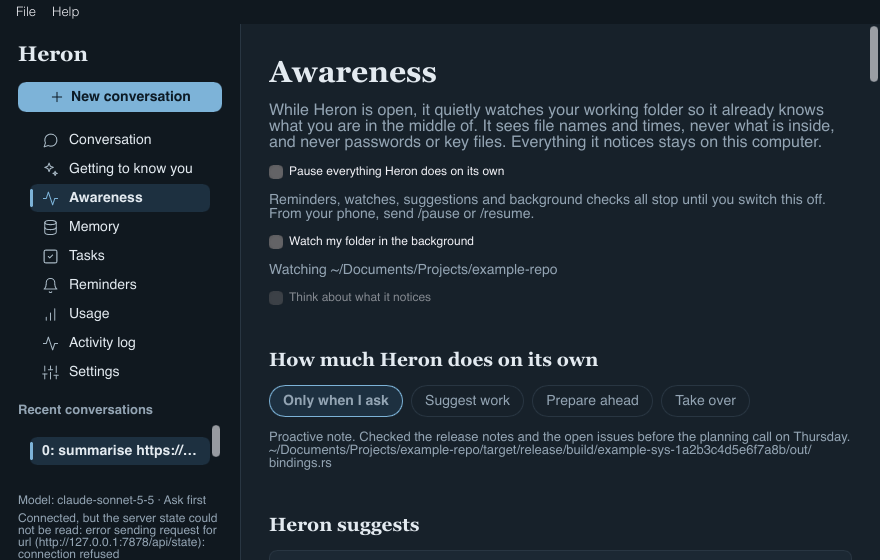 File Help
Heron
+ New conversation
Conversation
Getting to know you
Awareness
Memory
Tasks
Reminders
Usage
Activity log
Settings
Recent conversations
0: summarise https://...
Model: claude-sonnet-5-5 · Ask first
Connected, but the server state could
not be read: error sending request for
url (http://127.0.0.1:7878/api/state):
connection refused
Awareness
While Heron is open, it quietly watches your working folder so it already knows
what you are in the middle of. It sees file names and times, never what is inside,
and never passwords or key files. Everything it notices stays on this computer.
Pause everything Heron does on its own
Reminders, watches, suggestions and background checks all stop until you switch this off.
From your phone, send /pause or /resume.
Watch my folder in the background
Watching ~/Documents/Projects/example-repo
Think about what it notices
How much Heron does on its own
Only when I ask Suggest work Prepare ahead Take over
Proactive note. Checked the release notes and the open issues before the planning call on Thursday.
~/Documents/Projects/example-repo/target/release/build/example-sys-1a2b3c4d5e6f7a8b/out/
bindings.rs
Heron suggests